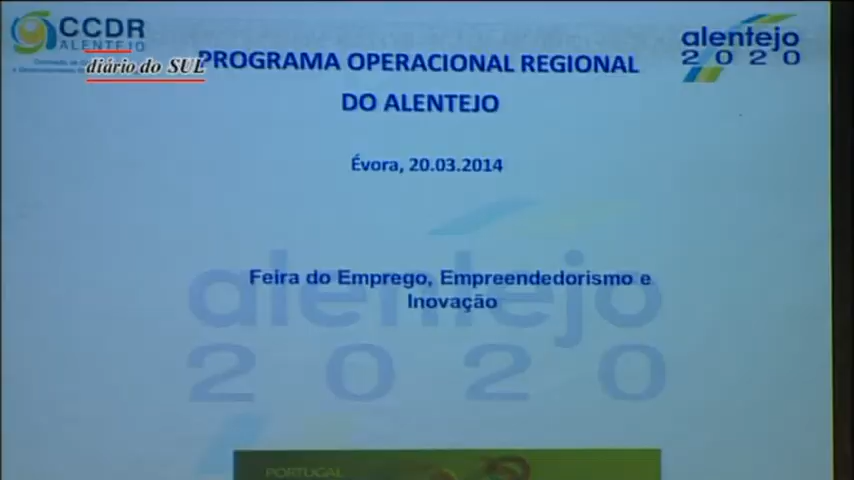 CCDR
ALENTEJO
diário do SUL
PROGRAMA OPERACIONAL REGIONAL
DO ALENTEJO
alentejo
2020
Évora, 20.03.2014
Feira do Emprego, Empreendedorismo e
Inovação
alentejo
2020
PORTUGAL